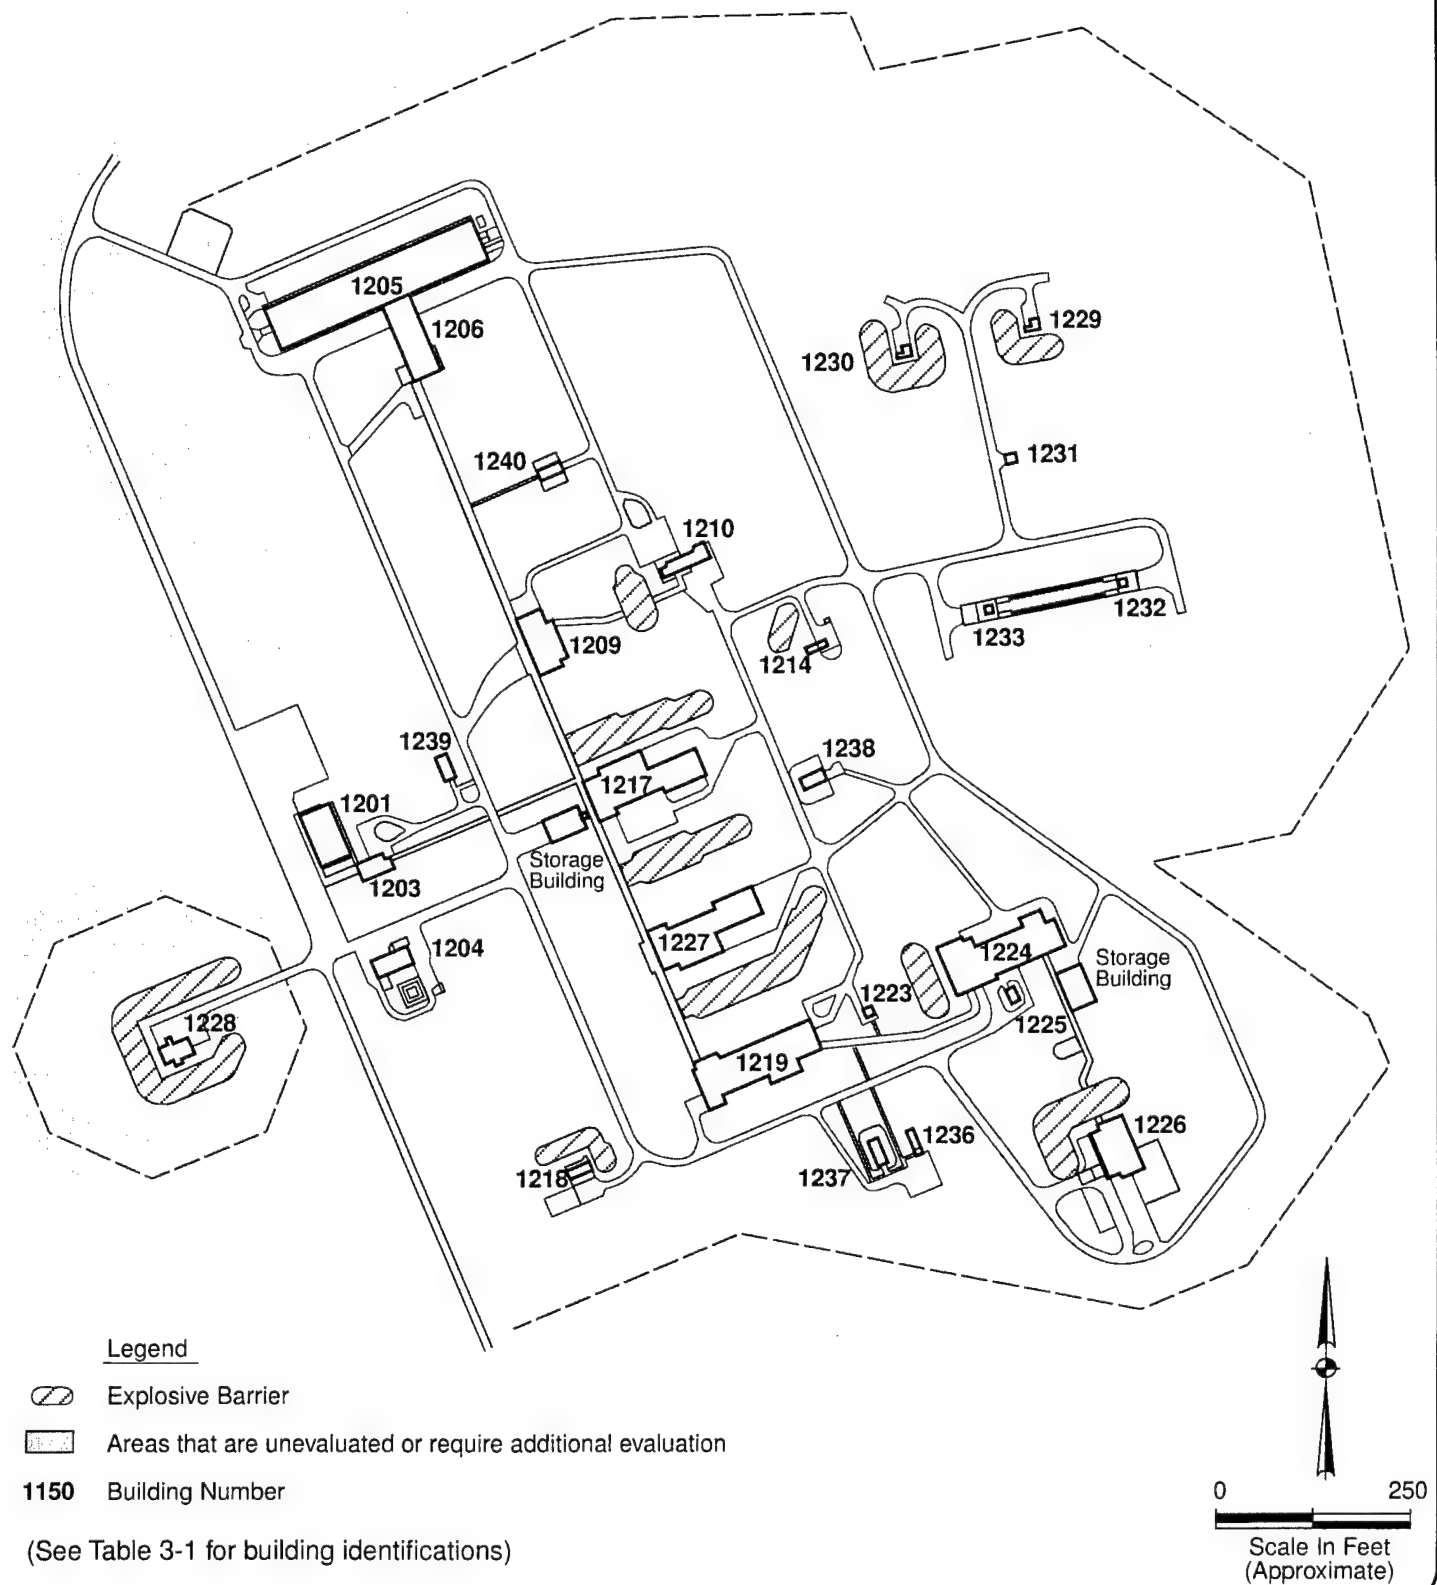 1205
1206
1229
1230
1231
1240
1210
1232
1233
1209
1214
1239
1238
1217
1201
Storage
Building
1203
1227
1204
1224
Storage
Building
1223
1225
1228
1219
1226
1236
1237
1218
Legend
Explosive Barrier
Areas that are unevaluated or require additional evaluation
1150 Building Number
(See Table 3-1 for building identifications)
0 250
Scale In Feet
(Approximate)